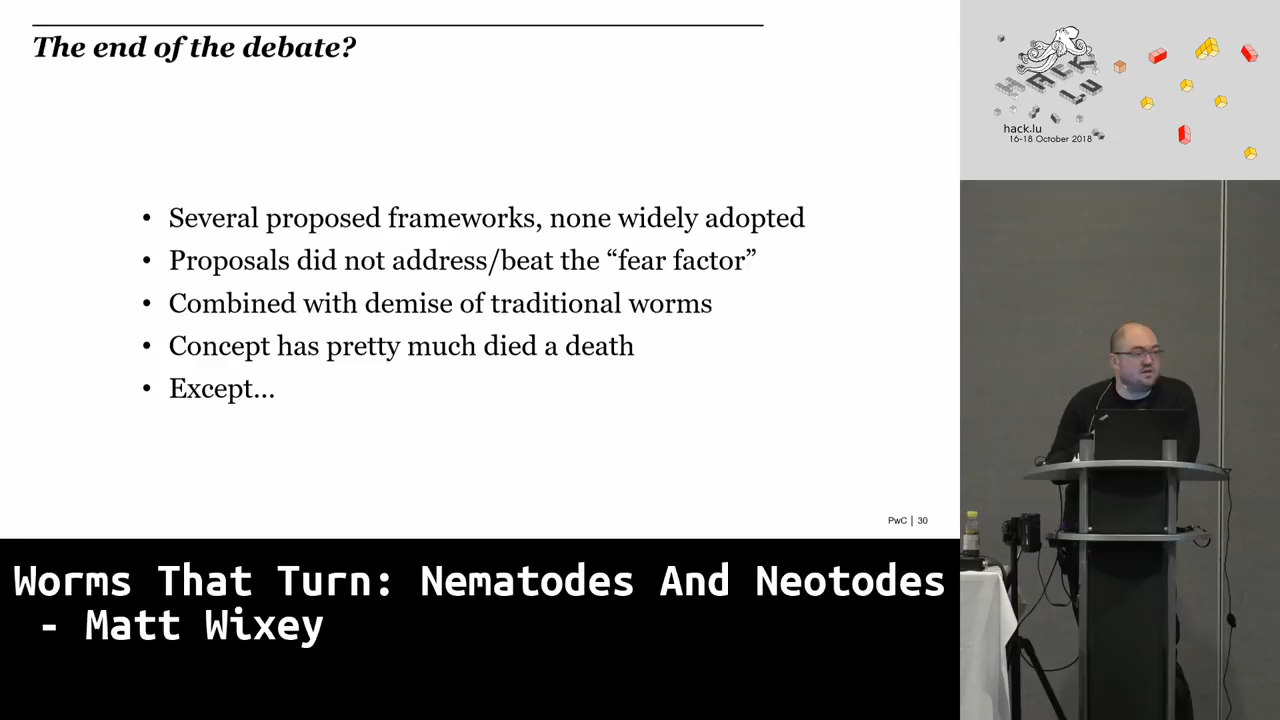 The end of the debate?
• Several proposed frameworks, none widely adopted
• Proposals did not address/beat the “fear factor”
• Combined with demise of traditional worms
• Concept has pretty much died a death
• Except...
PwC | 30
HACK
LU
hack.lu
16-18 October 2018
Worms That Turn: Nematodes And Neotodes
- Matt Wixey